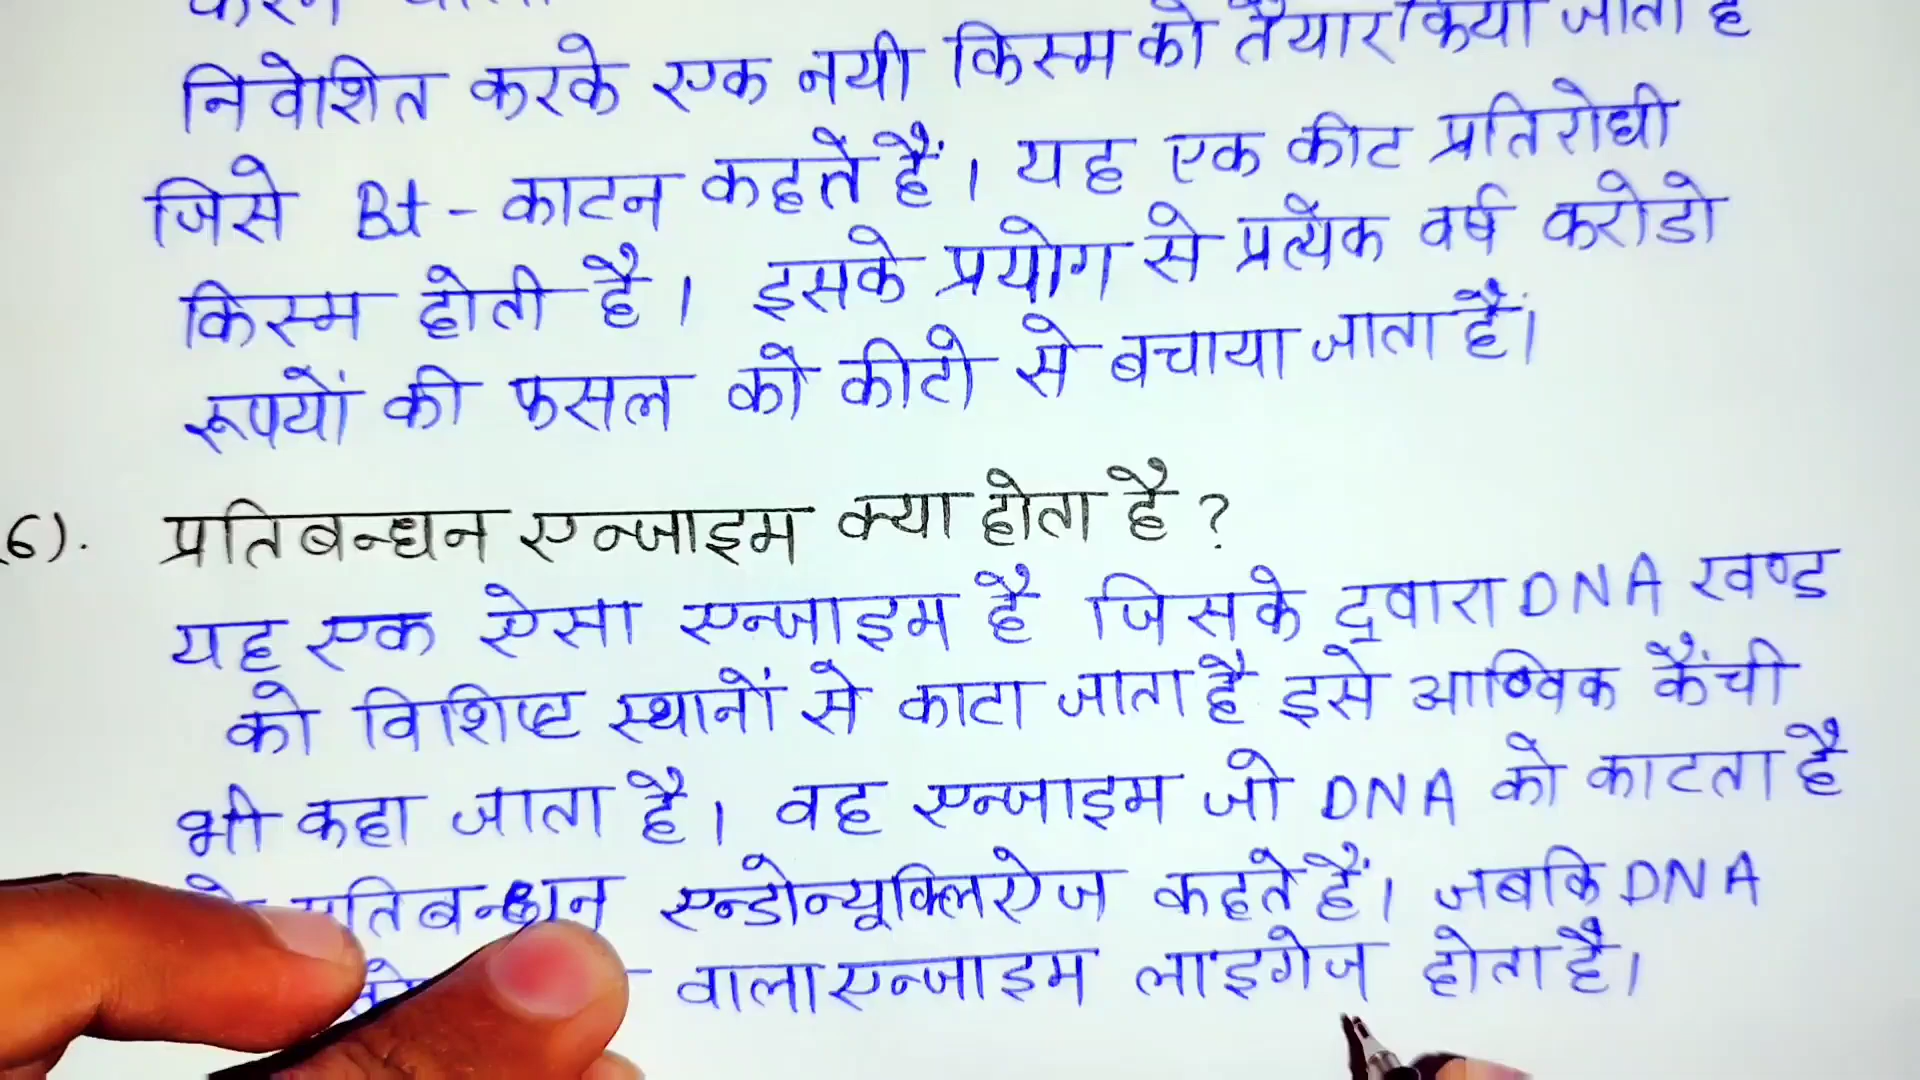 निवेशित करके एक नयी किस्म को तैयार किया जाता है
जिसे Bt - काटन कहते हैं। यह एक कीट प्रतिरोधी
किस्म होती है। इसके प्रयोग से प्रत्येक वर्ष करोडो
रूपयों की फसल को कीटो से बचाया जाता हैं।
6). प्रतिबन्धन एन्जाइम क्या होता है ?
यह एक ऐसा एन्जाइम है जिसके द्वारा DNA खण्ड
को विशिष्ट स्थानों से काटा जाता है इसे आण्विक कैंची
भी कहा जाता है। वह एन्जाइम जो DNA को काटता है
प्रतिबन्धन एन्डोन्यूक्लिऐज कहते हैं। जबकि DNA
वाला एन्जाइम लाइगेज होता है।